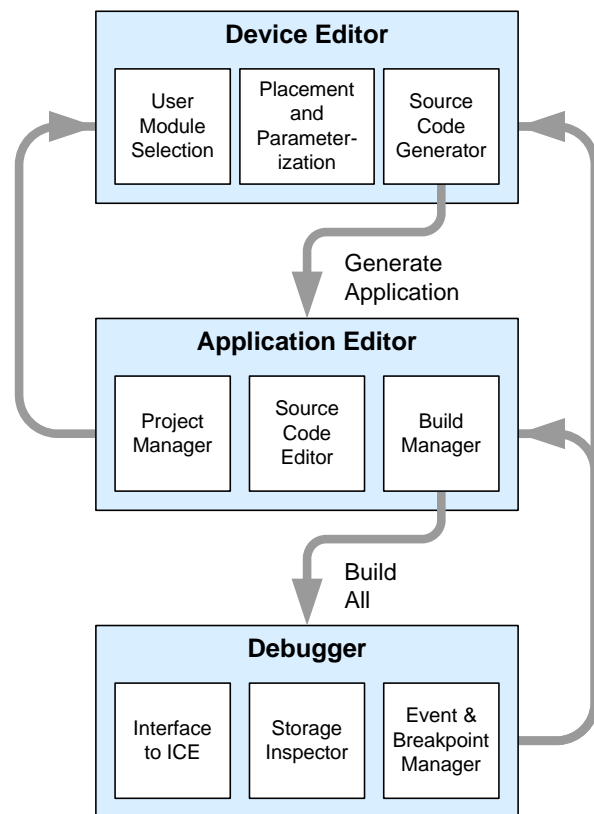 Device Editor
User
Module
Selection
Placement
and
Parameter-
ization
Source
Code
Generator
Generate
Application
Application Editor
Project
Manager
Source
Code
Editor
Build
Manager
Build
All
Debugger
Interface
to ICE
Storage
Inspector
Event &
Breakpoint
Manager